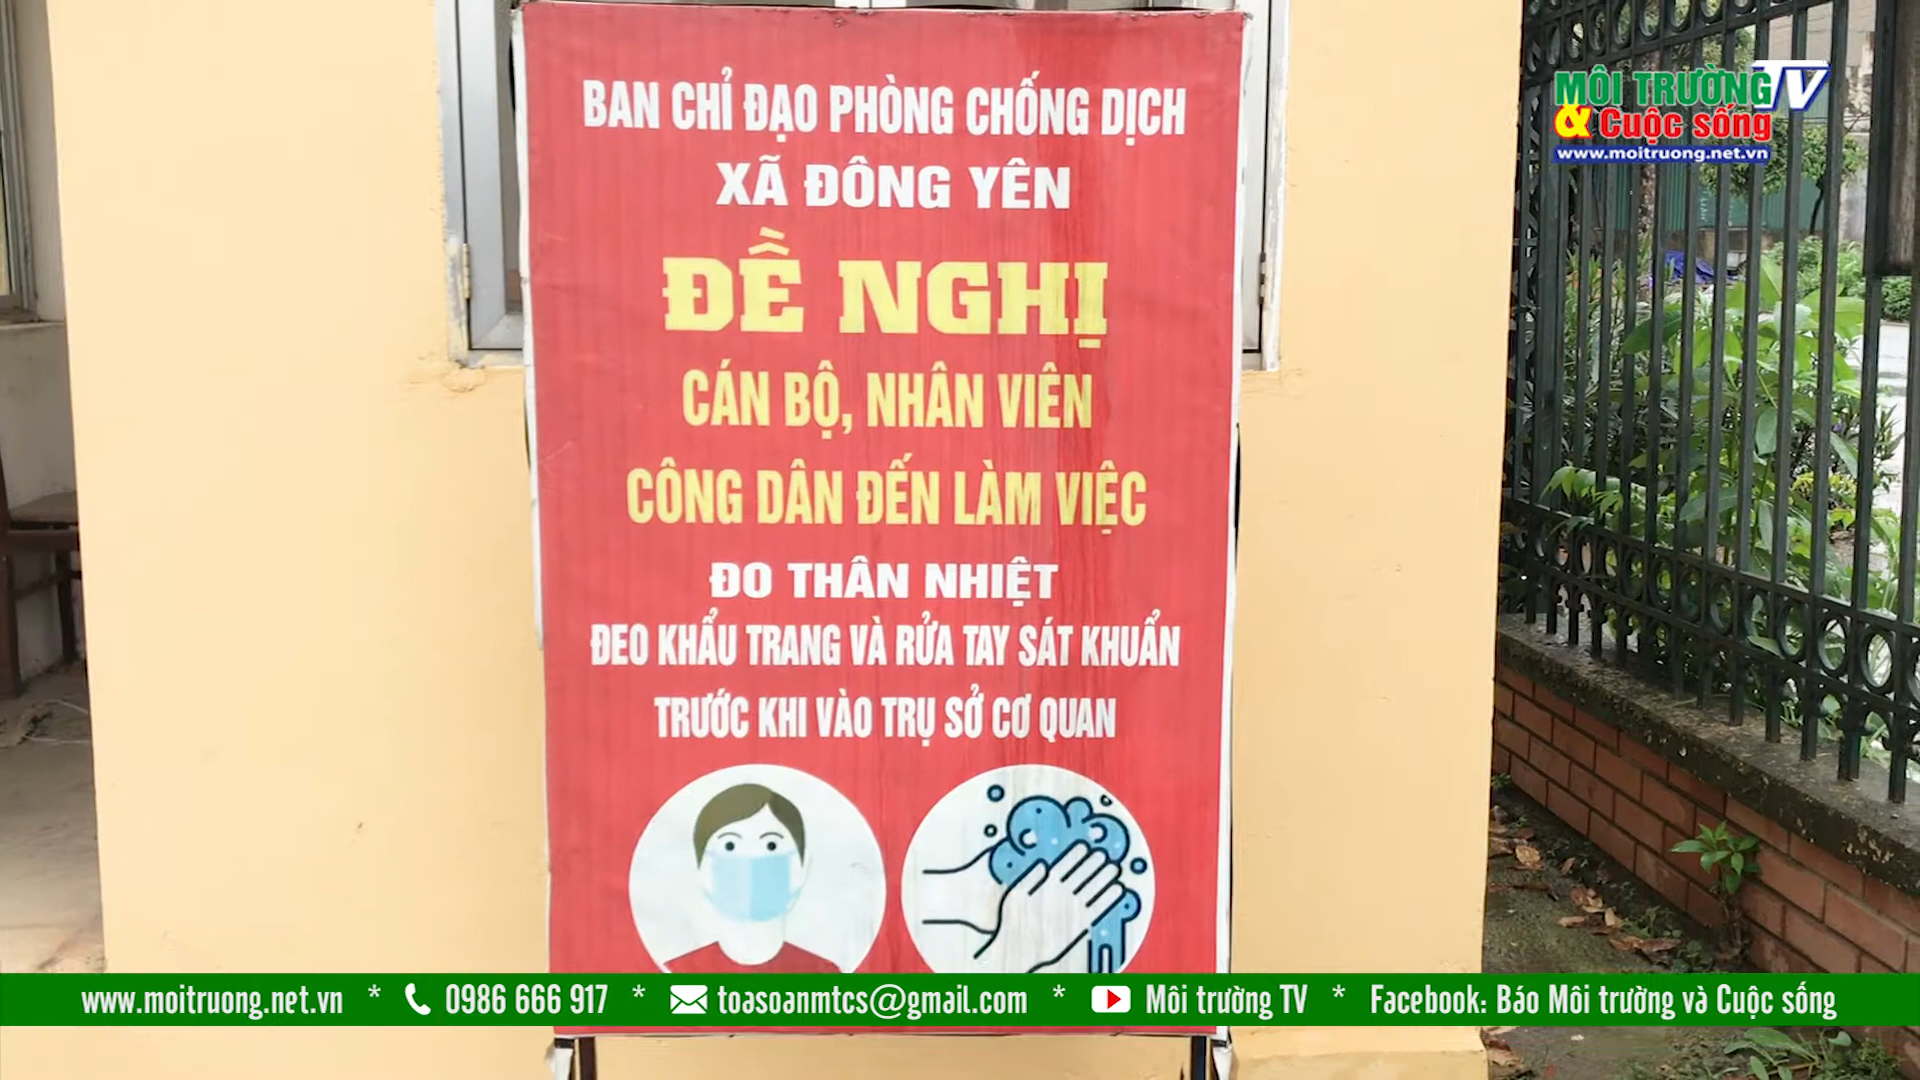 BAN CHỈ ĐẠO PHÒNG CHỐNG DỊCH
XÃ ĐÔNG YÊN
ĐỀ NGHỊ
CÁN BỘ, NHÂN VIÊN
CÔNG DÂN ĐẾN LÀM VIỆC
ĐO THÂN NHIỆT
ĐEO KHẨU TRANG VÀ RỬA TAY SÁT KHUẨN
TRƯỚC KHI VÀO TRỤ SỞ CƠ QUAN
MÔI TRƯỜNG TV
& Cuộc sống
www.moitruong.net.vn
www.moitruong.net.vn * 0986 666 917 * toasoanmtcs@gmail.com * Môi trường TV * Facebook: Báo Môi trường và Cuộc sống